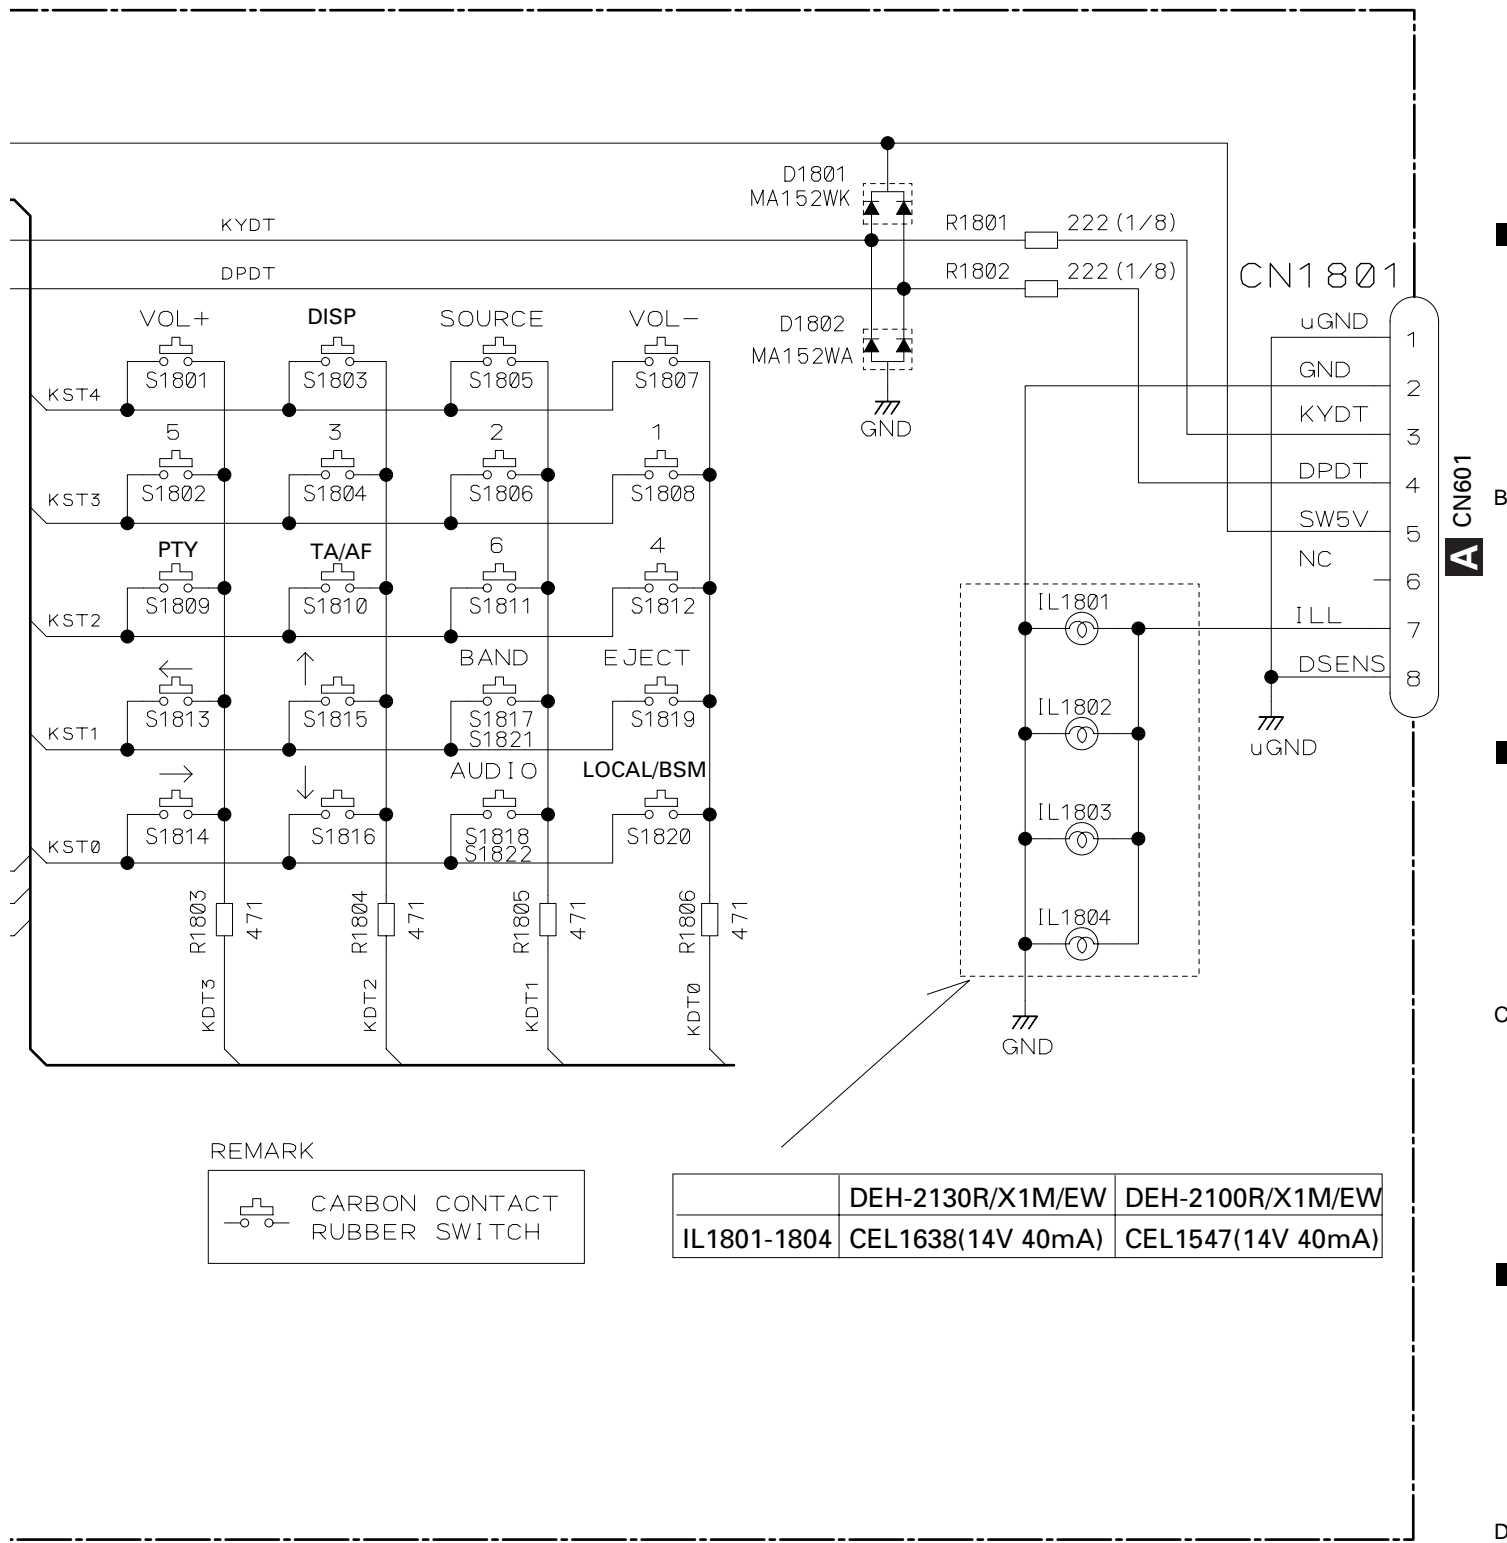 D1801
MA152WK
KYDT
R1801 222 (1/8)
DPDT
R1802 222 (1/8)
CN1801
VOL+ DISP SOURCE VOL-
D1802
MA152WA
S1801 S1803 S1805 S1807
KST4
GND
5 3 2 1
S1802 S1804 S1806 S1808
KST3
PTY TA/AF 6 4
S1809 S1810 S1811 S1812
KST2
BAND EJECT
S1813 S1815 S1817 S1819
S1821
KST1
AUDIO LOCAL/BSM
S1814 S1816 S1818 S1820
S1822
KST0
R1803 471 R1804 471 R1805 471 R1806 471
KDT3 KDT2 KDT1 KDT0
uGND 1
GND 2
KYDT 3
DPDT 4
SW5V 5
NC 6
ILL 7
DSENS 8
A CN601
B
uGND
IL1801
IL1802
IL1803
IL1804
GND
C
REMARK
CARBON CONTACT
RUBBER SWITCH
DEH-2130R/X1M/EW DEH-2100R/X1M/EW
IL1801-1804 CEL1638(14V 40mA) CEL1547(14V 40mA)
D